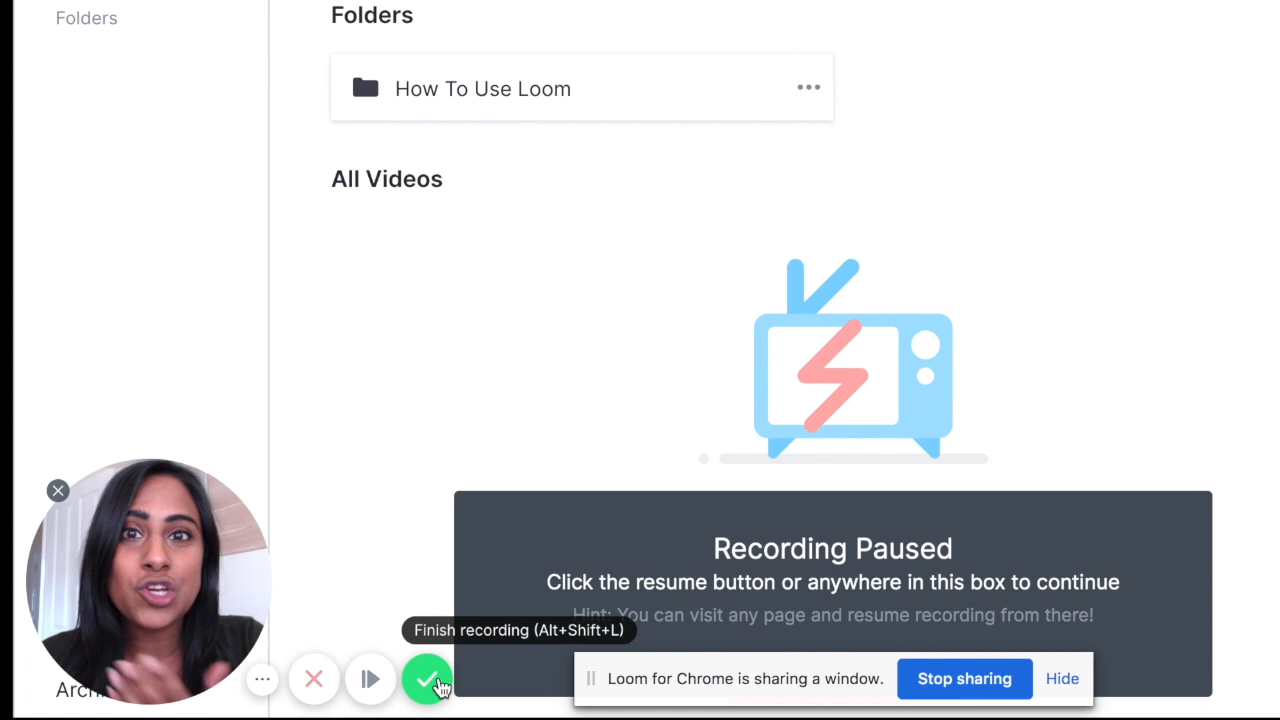 Folders
Folders
How To Use Loom
All Videos
Recording Paused
Click the resume button or anywhere in this box to continue
Hint: You can visit any page and resume recording from there!
Finish recording (Alt+Shift+L)
Loom for Chrome is sharing a window.
Stop sharing
Hide